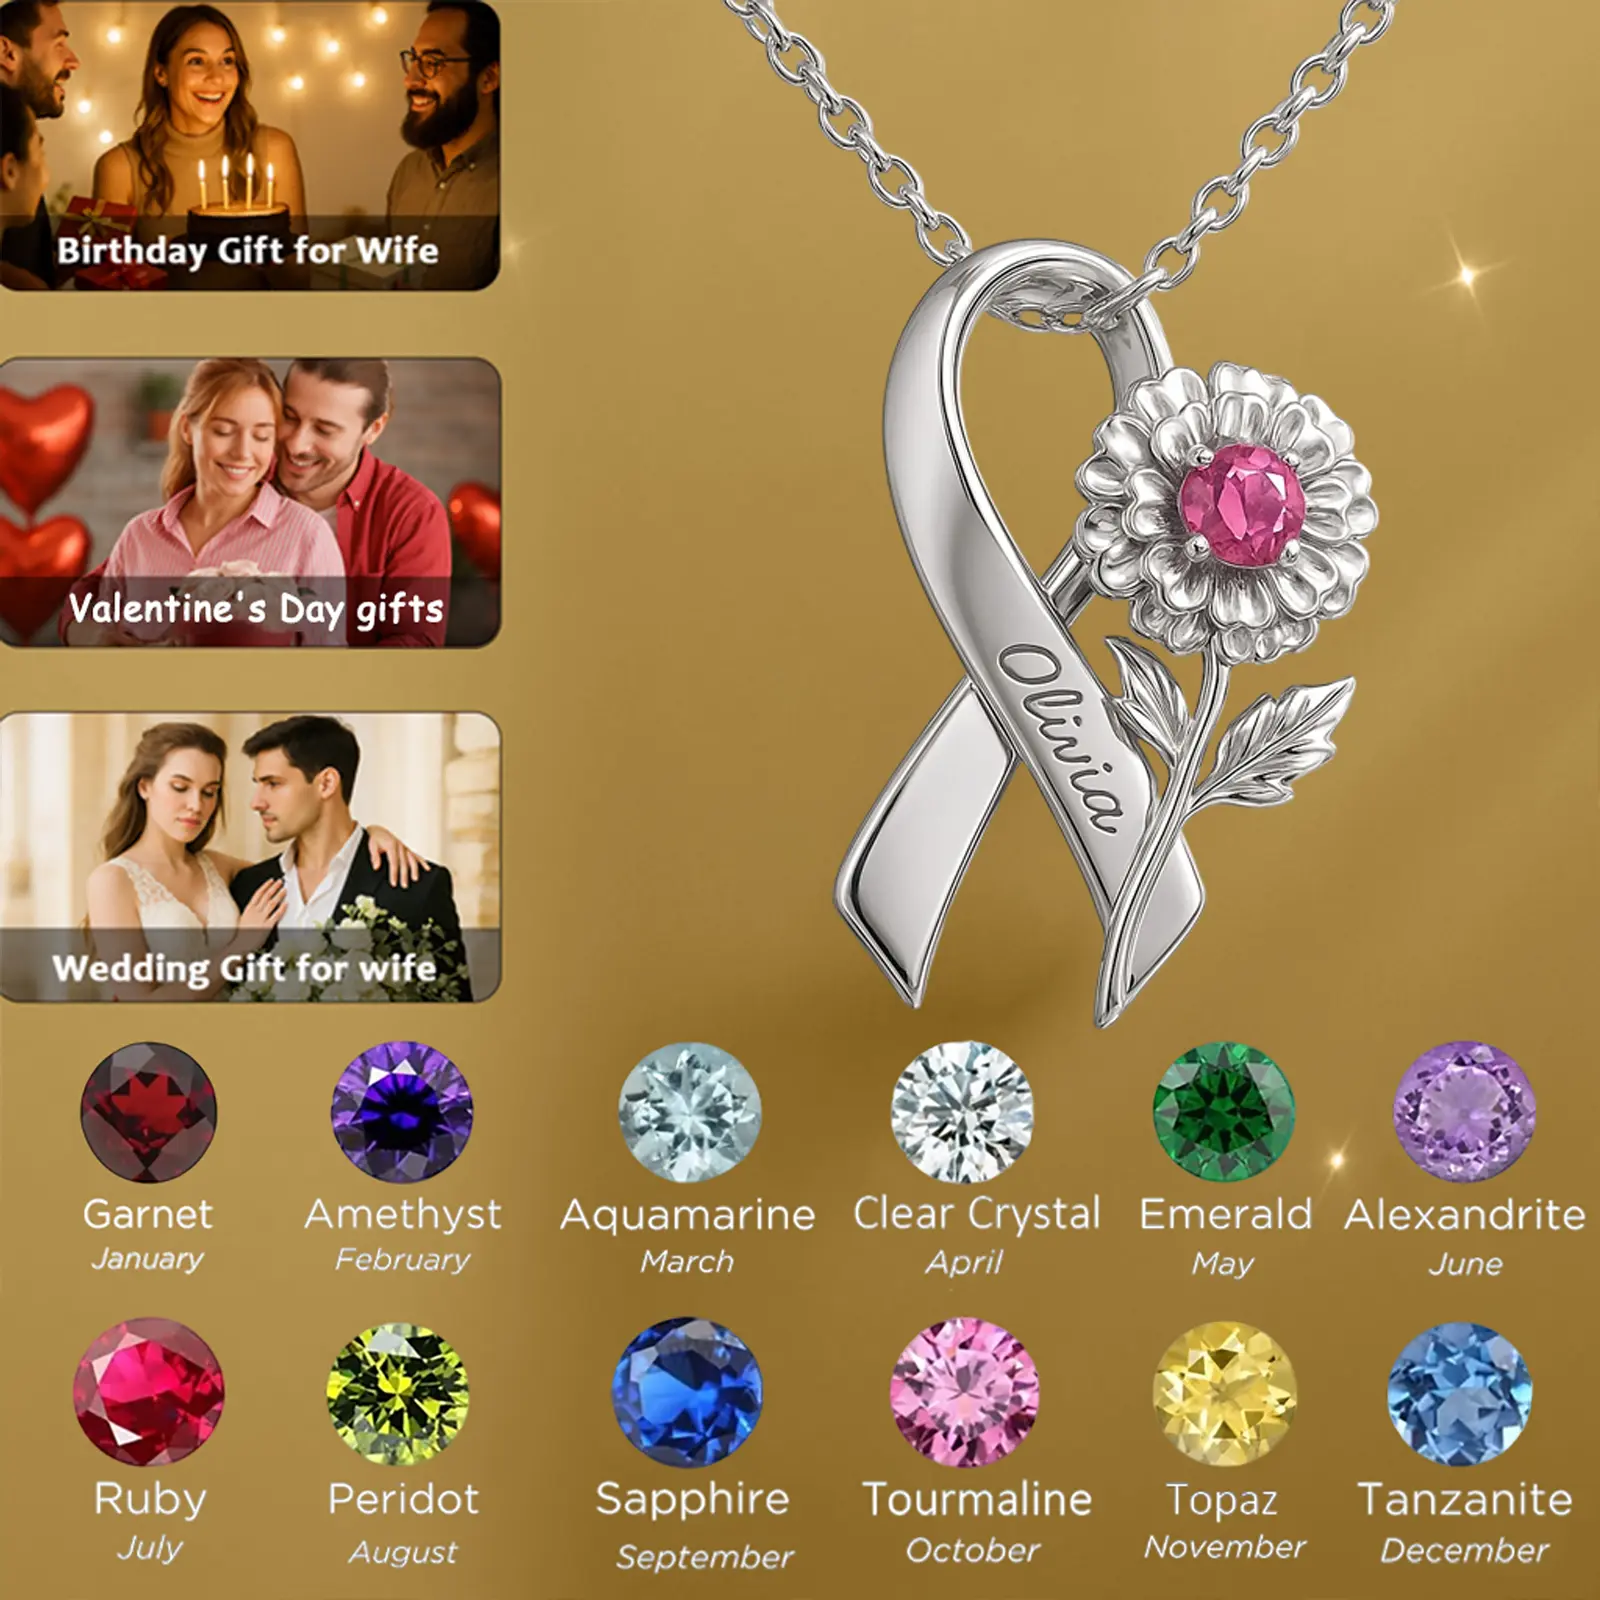 Birthday Gift for Wife
Valentine's Day gifts
Wedding Gift for wife
Olivia
Garnet
January
Amethyst
February
Aquamarine
March
Clear Crystal
April
Emerald
May
Alexandrite
June
Ruby
July
Peridot
August
Sapphire
September
Tourmaline
October
Topaz
November
Tanzanite
December